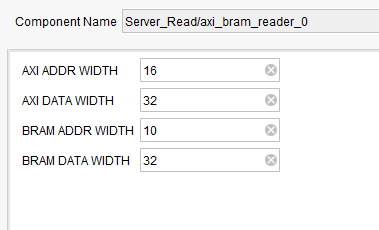 Component Name Server_Read/axi_bram_reader_0
AXI ADDR WIDTH 16
AXI DATA WIDTH 32
BRAM ADDR WIDTH 10
BRAM DATA WIDTH 32